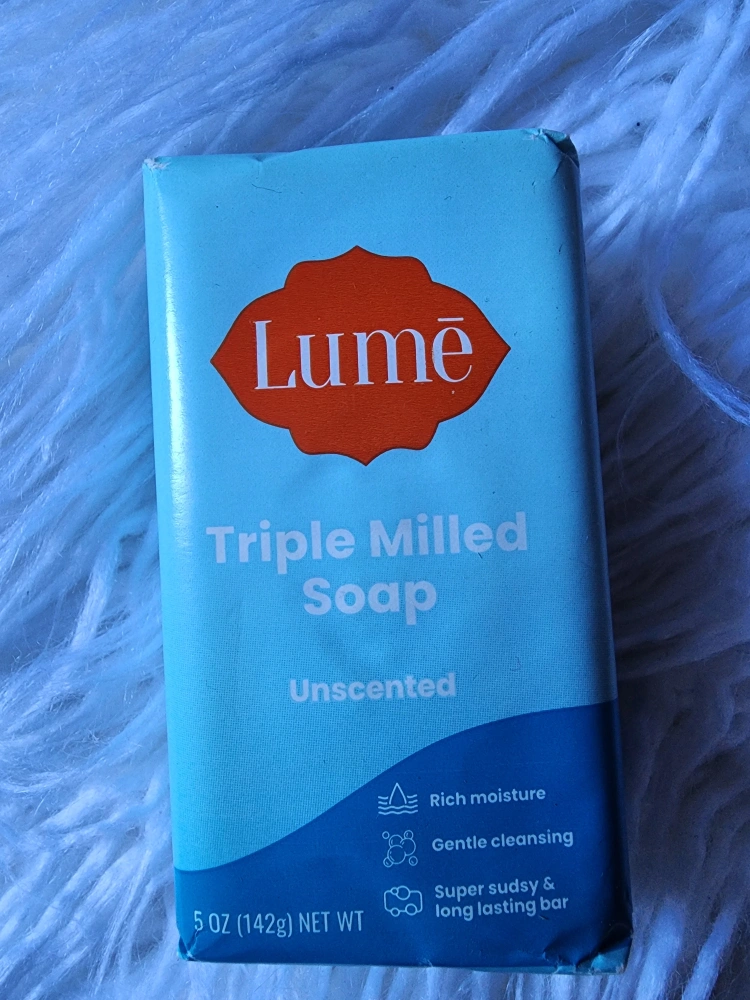 Lumē
Triple Milled
Soap
Unscented
Rich moisture
Gentle cleansing
Super sudsy &
long lasting bar
5 OZ (142g) NET WT